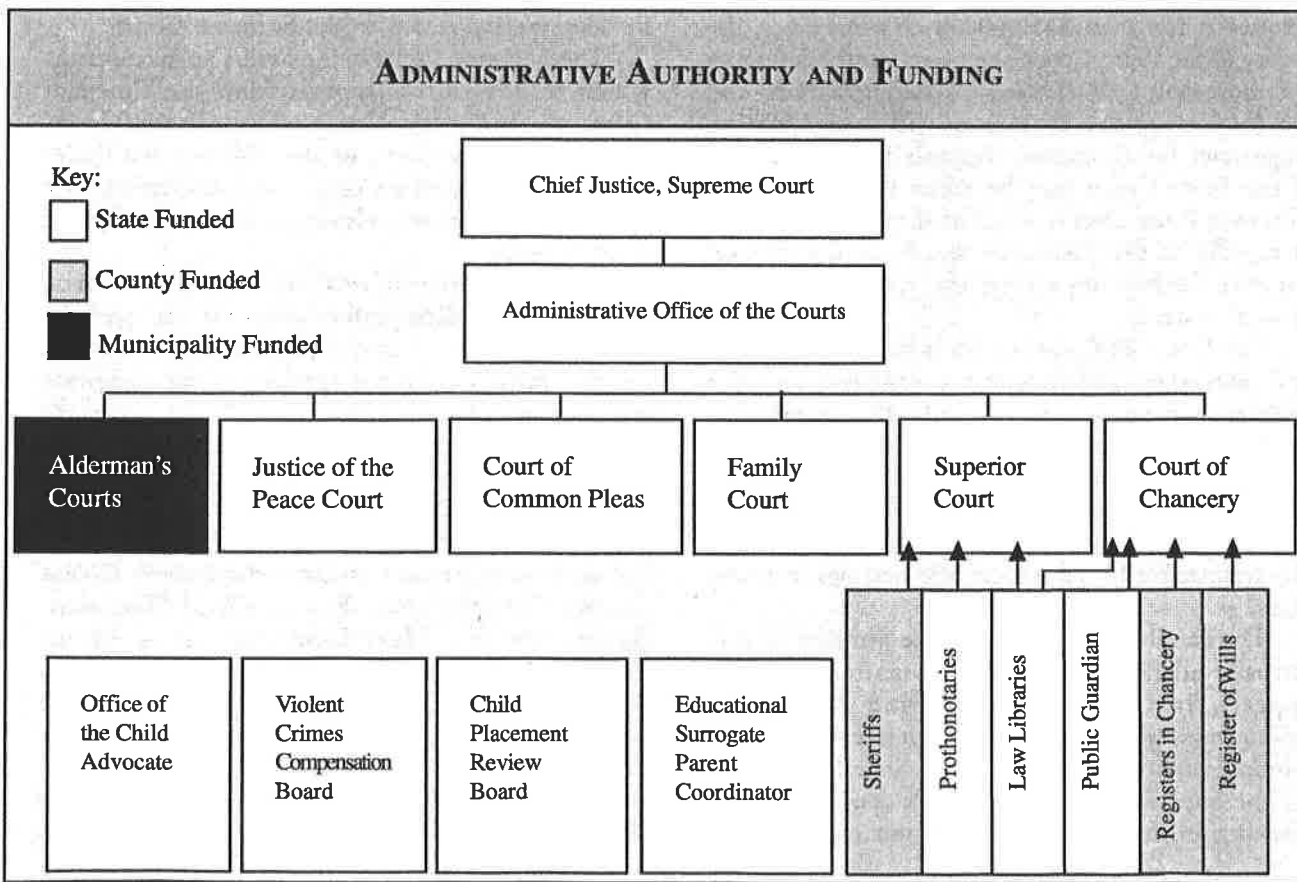 ADMINISTRATIVE AUTHORITY AND FUNDING
Key:
State Funded
County Funded
Municipality Funded
Chief Justice, Supreme Court
Administrative Office of the Courts
Alderman's
Courts
Justice of the
Peace Court
Court of
Common Pleas
Family
Court
Superior
Court
Court of
Chancery
Office of
the Child
Advocate
Violent
Crimes
Compensation
Board
Child
Placement
Review
Board
Educational
Surrogate
Parent
Coordinator
Sheriffs
Prothonotaries
Law Libraries
Public Guardian
Registers in Chancery
Register of Wills